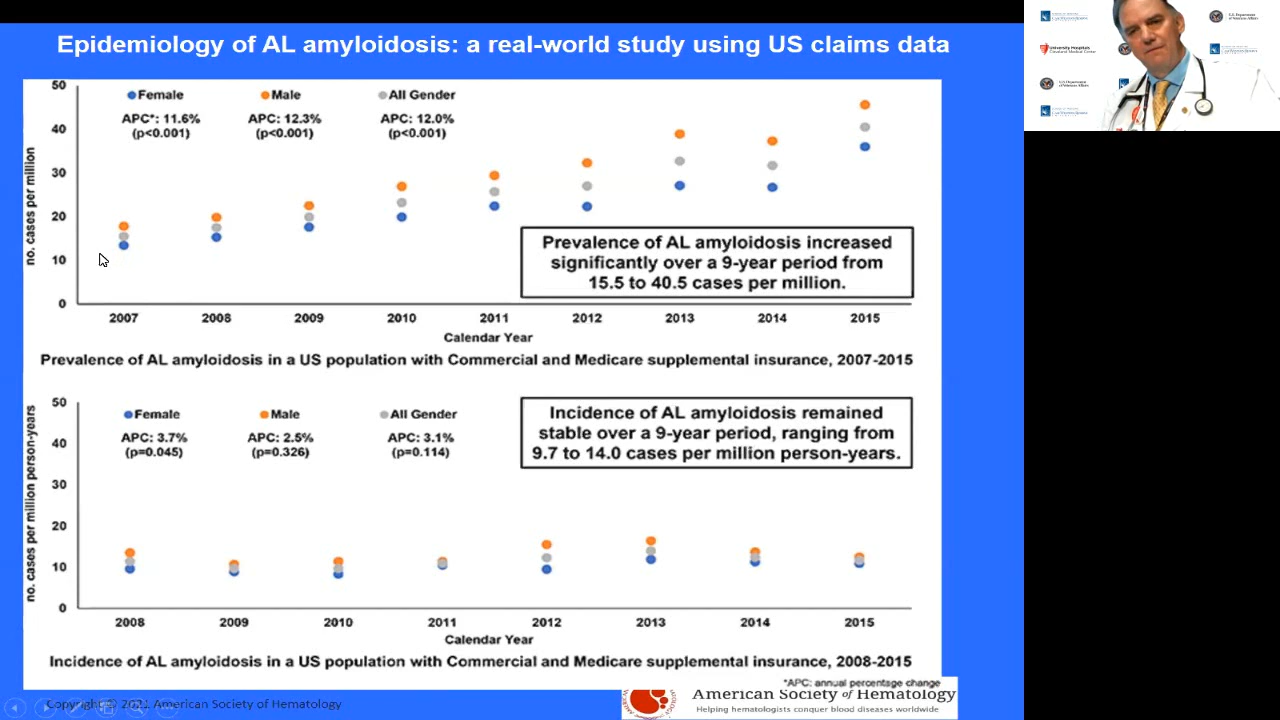 Epidemiology of AL amyloidosis: a real-world study using US claims data
50
40
30
20
10
0
no. cases per million
Female
APC*: 11.6%
(p<0.001)
Male
APC: 12.3%
(p<0.001)
All Gender
APC: 12.0%
(p<0.001)
Prevalence of AL amyloidosis increased
significantly over a 9-year period from
15.5 to 40.5 cases per million.
2007 2008 2009 2010 2011 2012 2013 2014 2015
Calendar Year
Prevalence of AL amyloidosis in a US population with Commercial and Medicare supplemental insurance, 2007-2015
50
40
30
20
10
0
no. cases per million person-years
Female
APC: 3.7%
(p=0.045)
Male
APC: 2.5%
(p=0.326)
All Gender
APC: 3.1%
(p=0.114)
Incidence of AL amyloidosis remained
stable over a 9-year period, ranging from
9.7 to 14.0 cases per million person-years.
2008 2009 2010 2011 2012 2013 2014 2015
Calendar Year
Incidence of AL amyloidosis in a US population with Commercial and Medicare supplemental insurance, 2008-2015
*APC: annual percentage change
Copyright © 2021 American Society of Hematology
American Society of Hematology
Helping hematologists conquer blood diseases worldwide
University Hospitals
Cleveland Medical Center